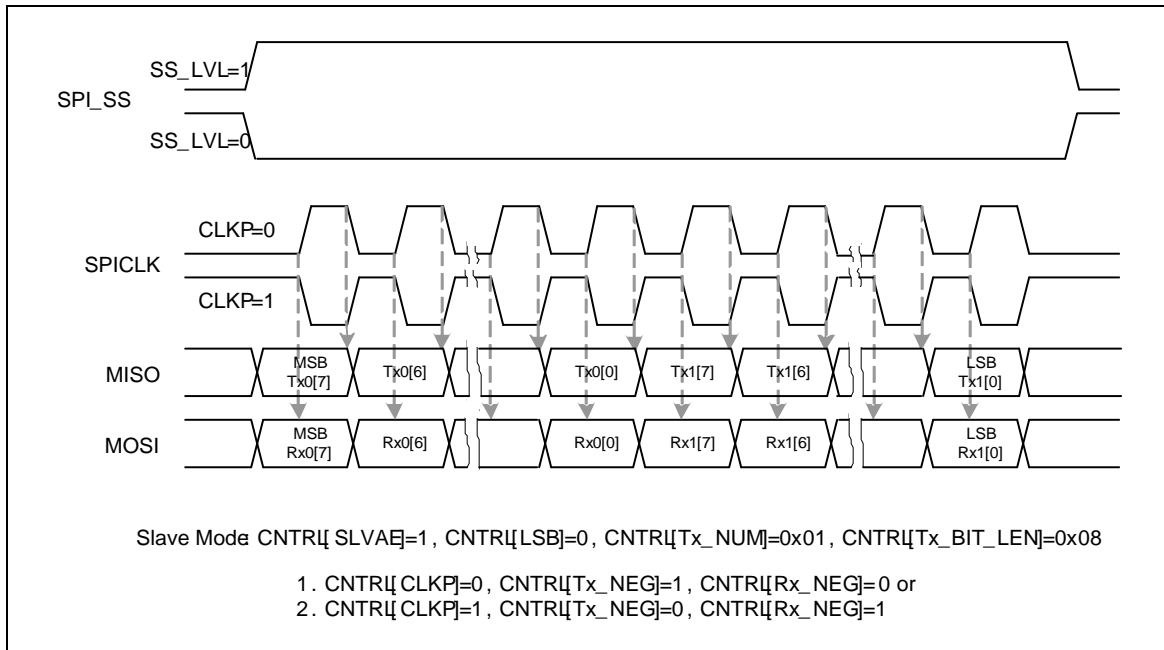 SS_LVL=1
SPI_SS
SS_LVL=0
CLKP=0
SPICLK
CLKP=1
MISO
MSB
Tx0[7]
Tx0[6]
Tx0[0]
Tx1[7]
Tx1[6]
LSB
Tx1[0]
MOSI
MSB
Rx0[7]
Rx0[6]
Rx0[0]
Rx1[7]
Rx1[6]
LSB
Rx1[0]
Slave Mode: CNTRL[SLVAE]=1, CNTRL[LSB]=0, CNTRL[Tx_NUM]=0x01, CNTRL[Tx_BIT_LEN]=0x08
1. CNTRL[CLKP]=0, CNTRL[Tx_NEG]=1, CNTRL[Rx_NEG]=0 or
2. CNTRL[CLKP]=1, CNTRL[Tx_NEG]=0, CNTRL[Rx_NEG]=1